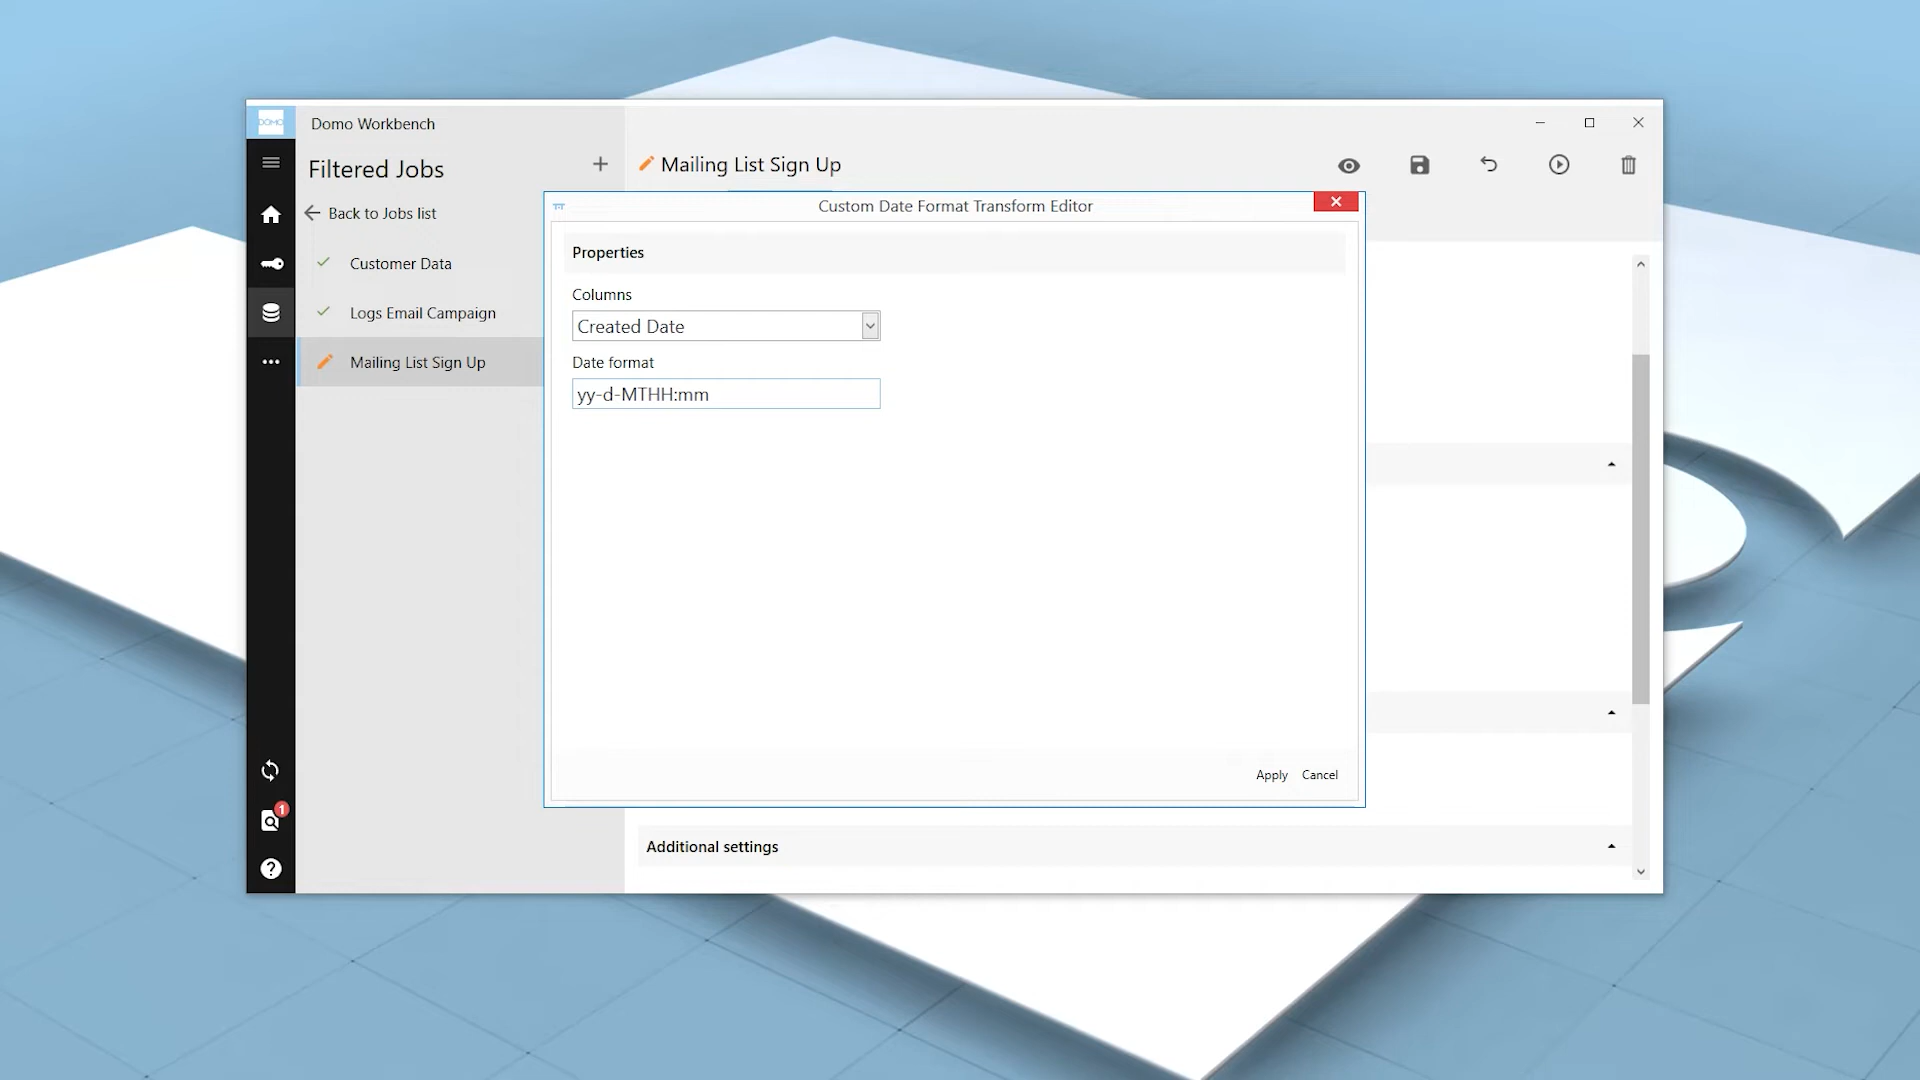 DOMO
Domo Workbench
Filtered Jobs
Mailing List Sign Up
Back to Jobs list
Custom Date Format Transform Editor
Properties
Customer Data
Columns
Logs Email Campaign
Created Date
Mailing List Sign Up
Date format
yy-d-MTHH:mm
Apply Cancel
1
Additional settings